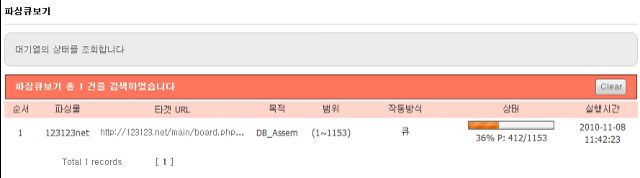 파싱큐보기
대기열의 상태를 조회합니다
파싱큐보기 총 1 건을 검색하였습니다 Clear
순서 파싱룰 타겟 URL 목적 범위 작동방식 상태 실행시간
1 123123net http://123123.net/main/board.php... DB_Assem (1~1153) 큐 36% P: 412/1153 2010-11-08 11:42:23
Total 1 records [ 1 ]